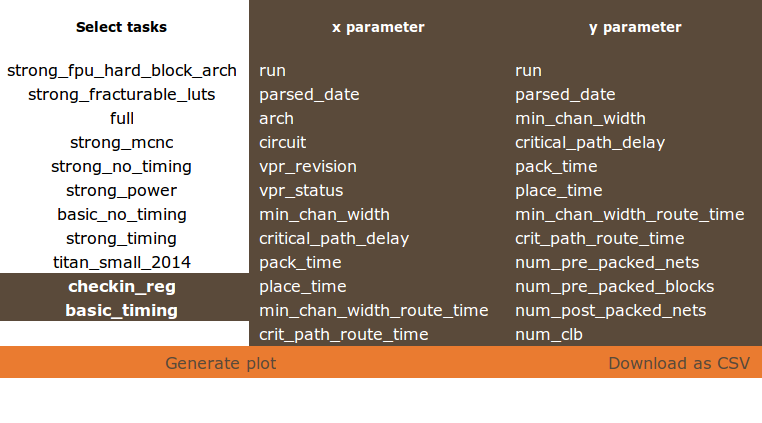 Select tasks x parameter y parameter
strong_fpu_hard_block_arch run run
strong_fracturable_luts parsed_date parsed_date
full arch min_chan_width
strong_mcnc circuit critical_path_delay
strong_no_timing vpr_revision pack_time
strong_power vpr_status place_time
basic_no_timing min_chan_width min_chan_width_route_time
strong_timing critical_path_delay crit_path_route_time
titan_small_2014 pack_time num_pre_packed_nets
checkin_reg place_time num_pre_packed_blocks
basic_timing min_chan_width_route_time num_post_packed_nets
crit_path_route_time num_clb
Generate plot Download as CSV